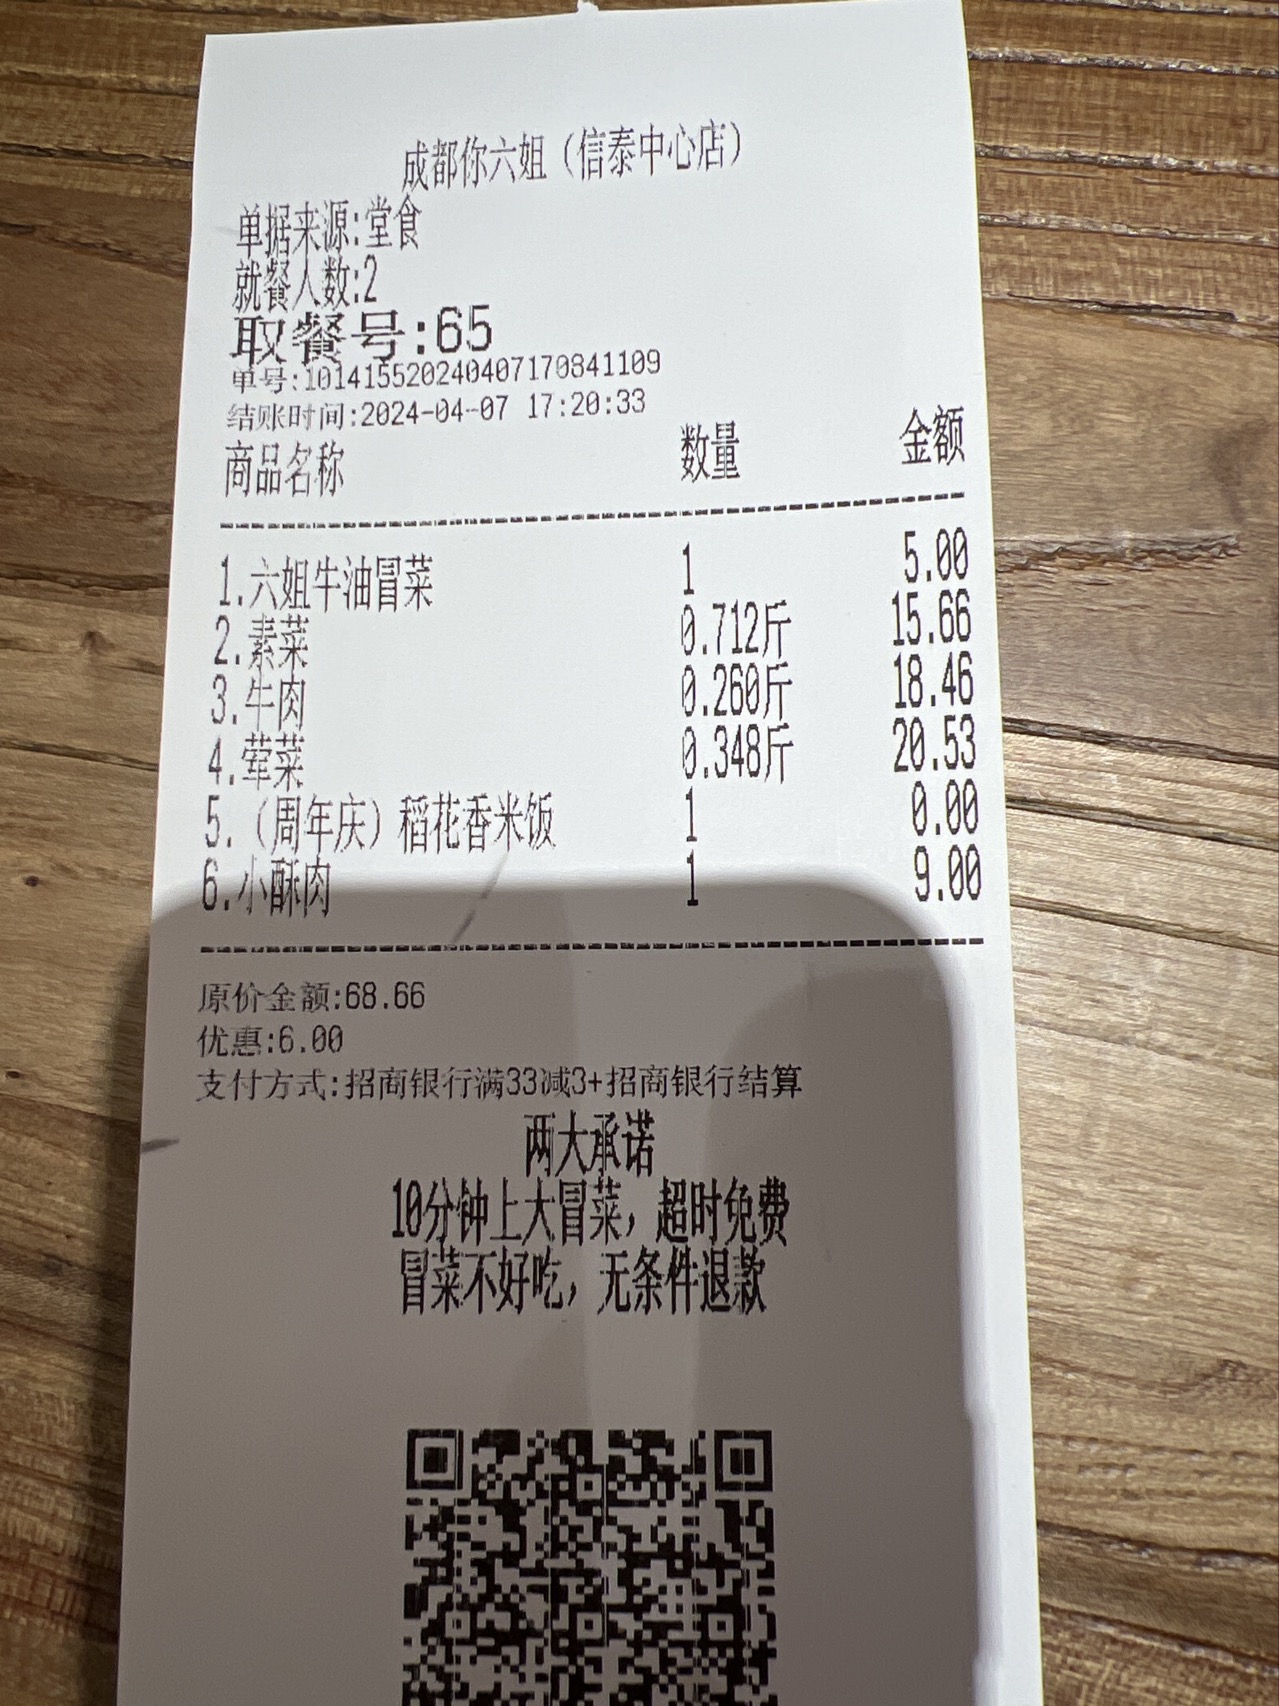 成都你六姐（信泰中心店）
单据来源:堂食
就餐人数:2
取餐号:65
单号:101415520240407170841109
结账时间:2024-04-07 17:20:33
商品名称 数量 金额
1.六姐牛油冒菜 1 5.00
2.素菜 0.712斤 15.66
3.牛肉 0.260斤 18.46
4.荤菜 0.348斤 20.53
5.（周年庆）稻花香米饭 1 0.00
6.小酥肉 1 9.00
原价金额:68.66
优惠:6.00
支付方式:招商银行满33减3+招商银行结算
两大承诺
10分钟上大冒菜，超时免费
冒菜不好吃，无条件退款